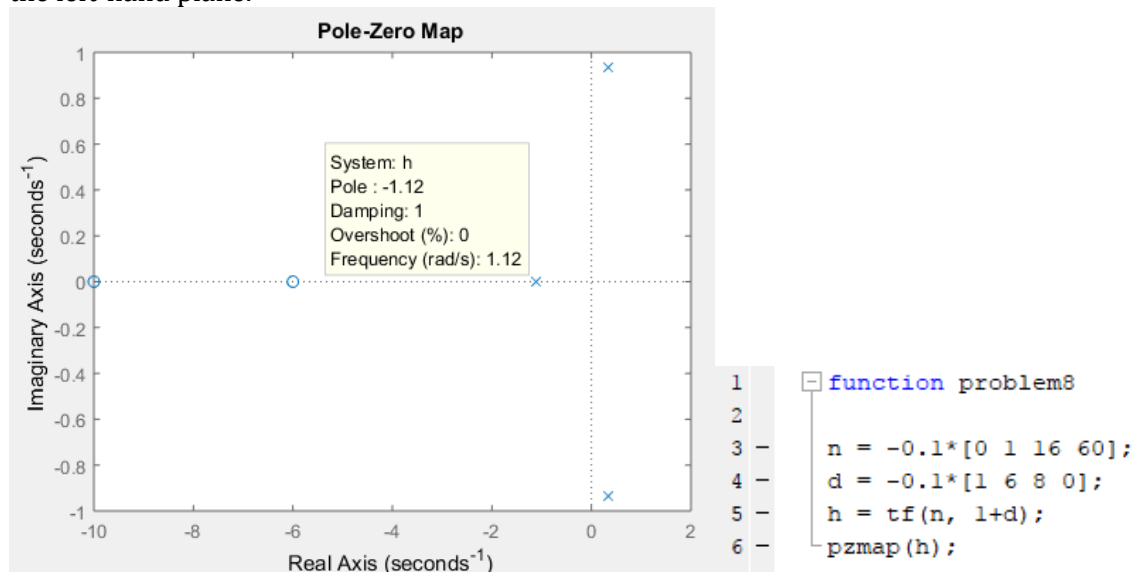 the left-hand plane.
Pole-Zero Map
1
0.8
0.6
0.4
0.2
0
-0.2
-0.4
-0.6
-0.8
-1
Imaginary Axis (seconds⁻¹)
System: h
Pole : -1.12
Damping: 1
Overshoot (%): 0
Frequency (rad/s): 1.12
-10 -8 -6 -4 -2 0 2
Real Axis (seconds⁻¹)
1 function problem8
2
3 – n = -0.1*[0 1 16 60];
4 – d = -0.1*[1 6 8 0];
5 – h = tf(n, 1+d);
6 – pzmap(h);